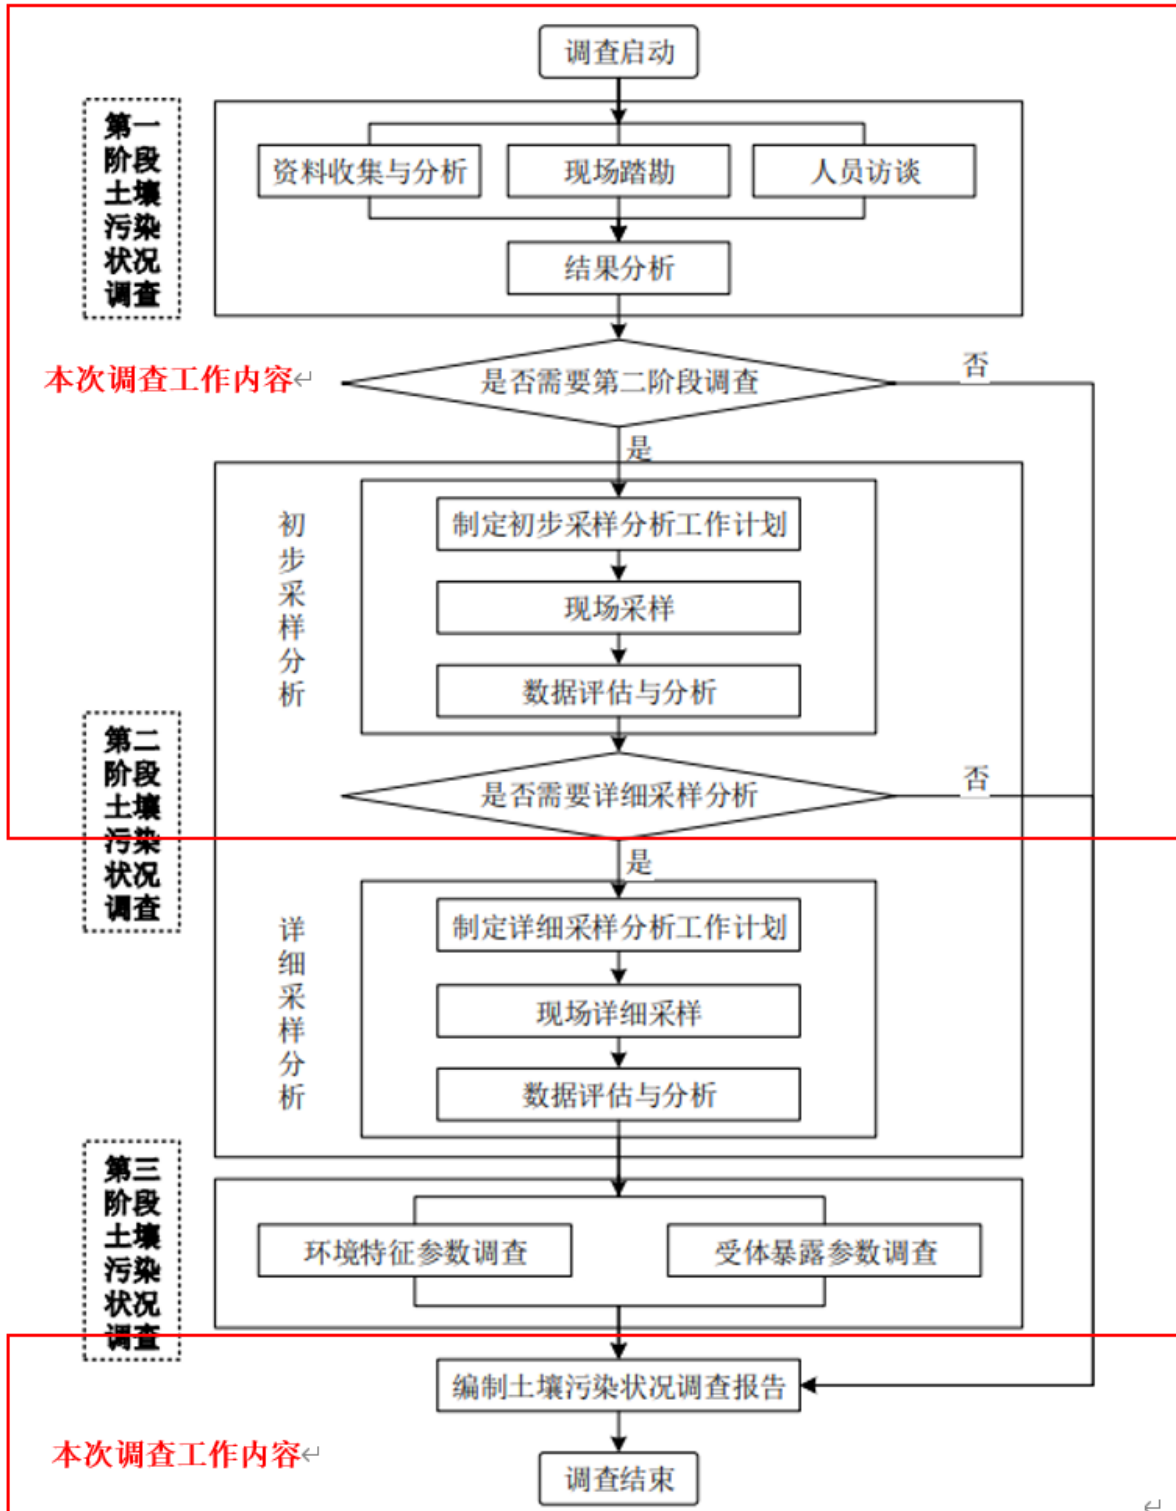 调查启动
第一
阶段
土壤
污染
状况
调查
资料收集与分析
现场踏勘
人员访谈
结果分析
本次调查工作内容↵
是否需要第二阶段调查
否
是
初
步
采
样
分
析
制定初步采样分析工作计划
现场采样
数据评估与分析
第二
阶段
土壤
污染
状况
调查
是否需要详细采样分析
否
是
详
细
采
样
分
析
制定详细采样分析工作计划
现场详细采样
数据评估与分析
第三
阶段
土壤
污染
状况
调查
环境特征参数调查
受体暴露参数调查
编制土壤污染状况调查报告
本次调查工作内容↵
调查结束
↵